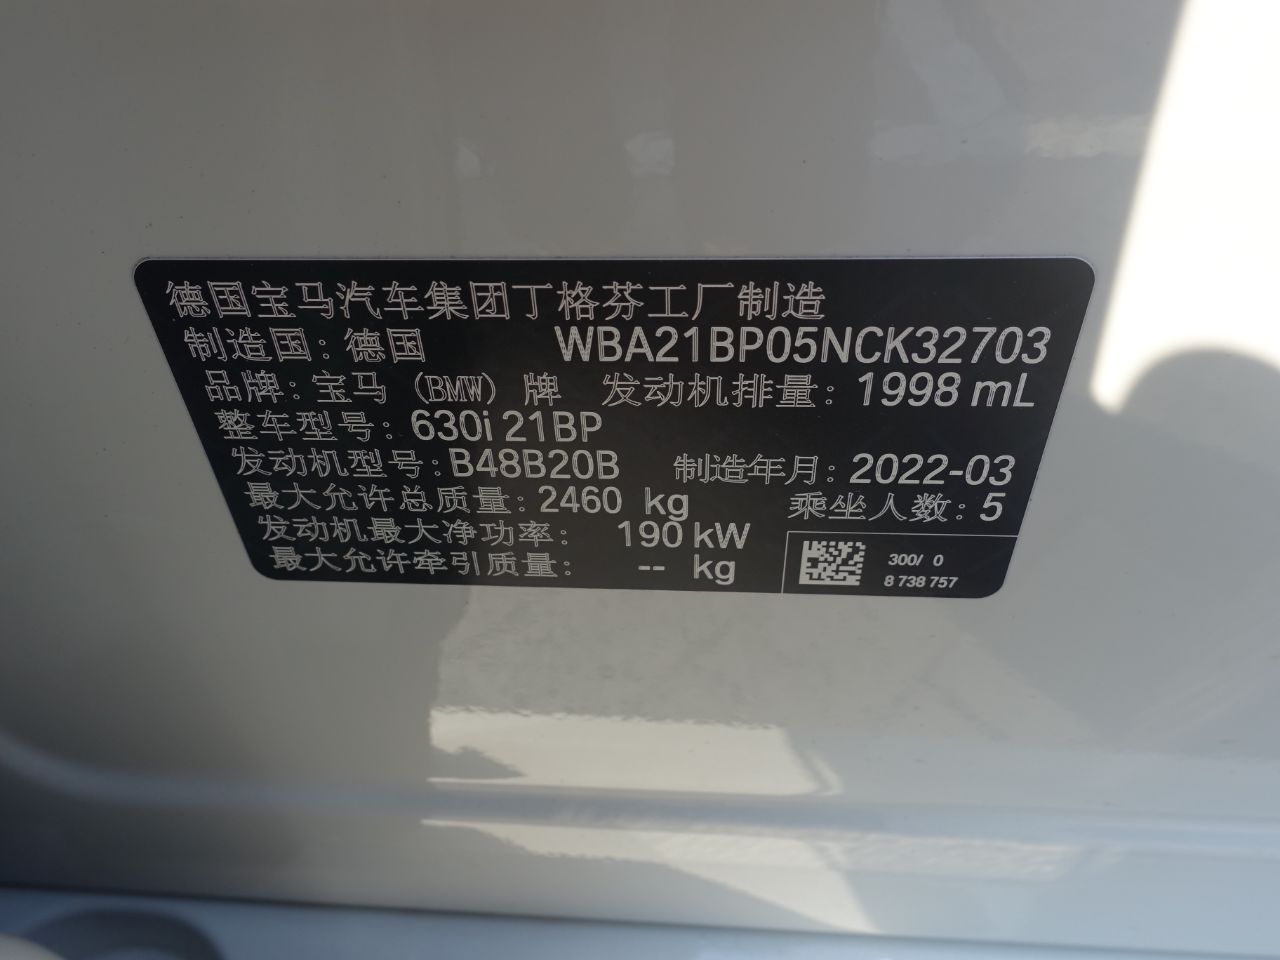 德国宝马汽车集团丁格芬工厂制造
制造国: 德国 WBA21BP05NCK32703
品牌: 宝马 (BMW) 牌 发动机排量: 1998 mL
整车型号: 630i 21BP
发动机型号: B48B20B 制造年月: 2022-03
最大允许总质量: 2460 kg 乘坐人数: 5
发动机最大净功率: 190 kW
最大允许牵引质量: -- kg
300/ 0
8 738 757